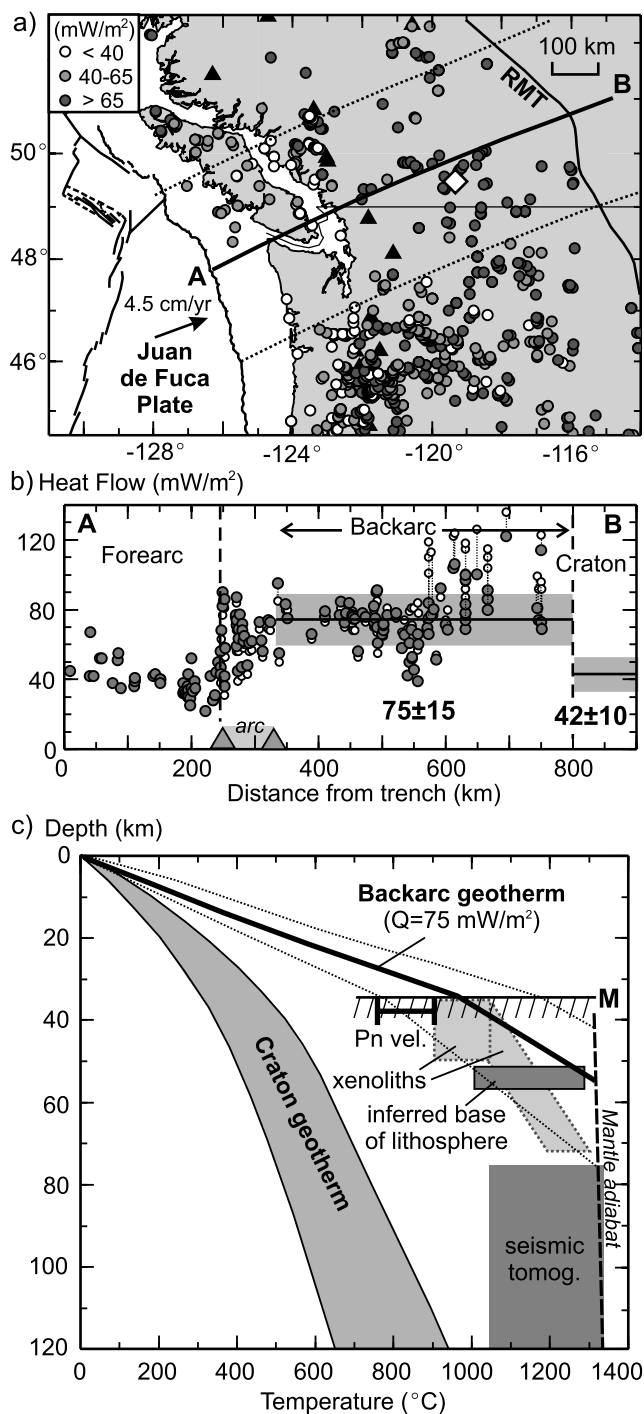 a)
(mW/m²)
< 40
40-65
> 65
100 km
RMT
B
50°
48°
46°
A
4.5 cm/yr
Juan
de Fuca
Plate
-128°
-124°
-120°
-116°
b) Heat Flow (mW/m²)
A
B
Backarc
Forearc
Craton
120
80
40
0
75±15
42±10
arc
0
200
400
600
800
Distance from trench (km)
c) Depth (km)
0
20
40
60
80
100
120
Backarc geotherm
(Q=75 mW/m²)
M
Pn vel.
xenoliths
inferred base
of lithosphere
Craton geotherm
Mantle adiabat
seismic
tomog.
0
200
400
600
800
1000
1200
1400
Temperature (°C)